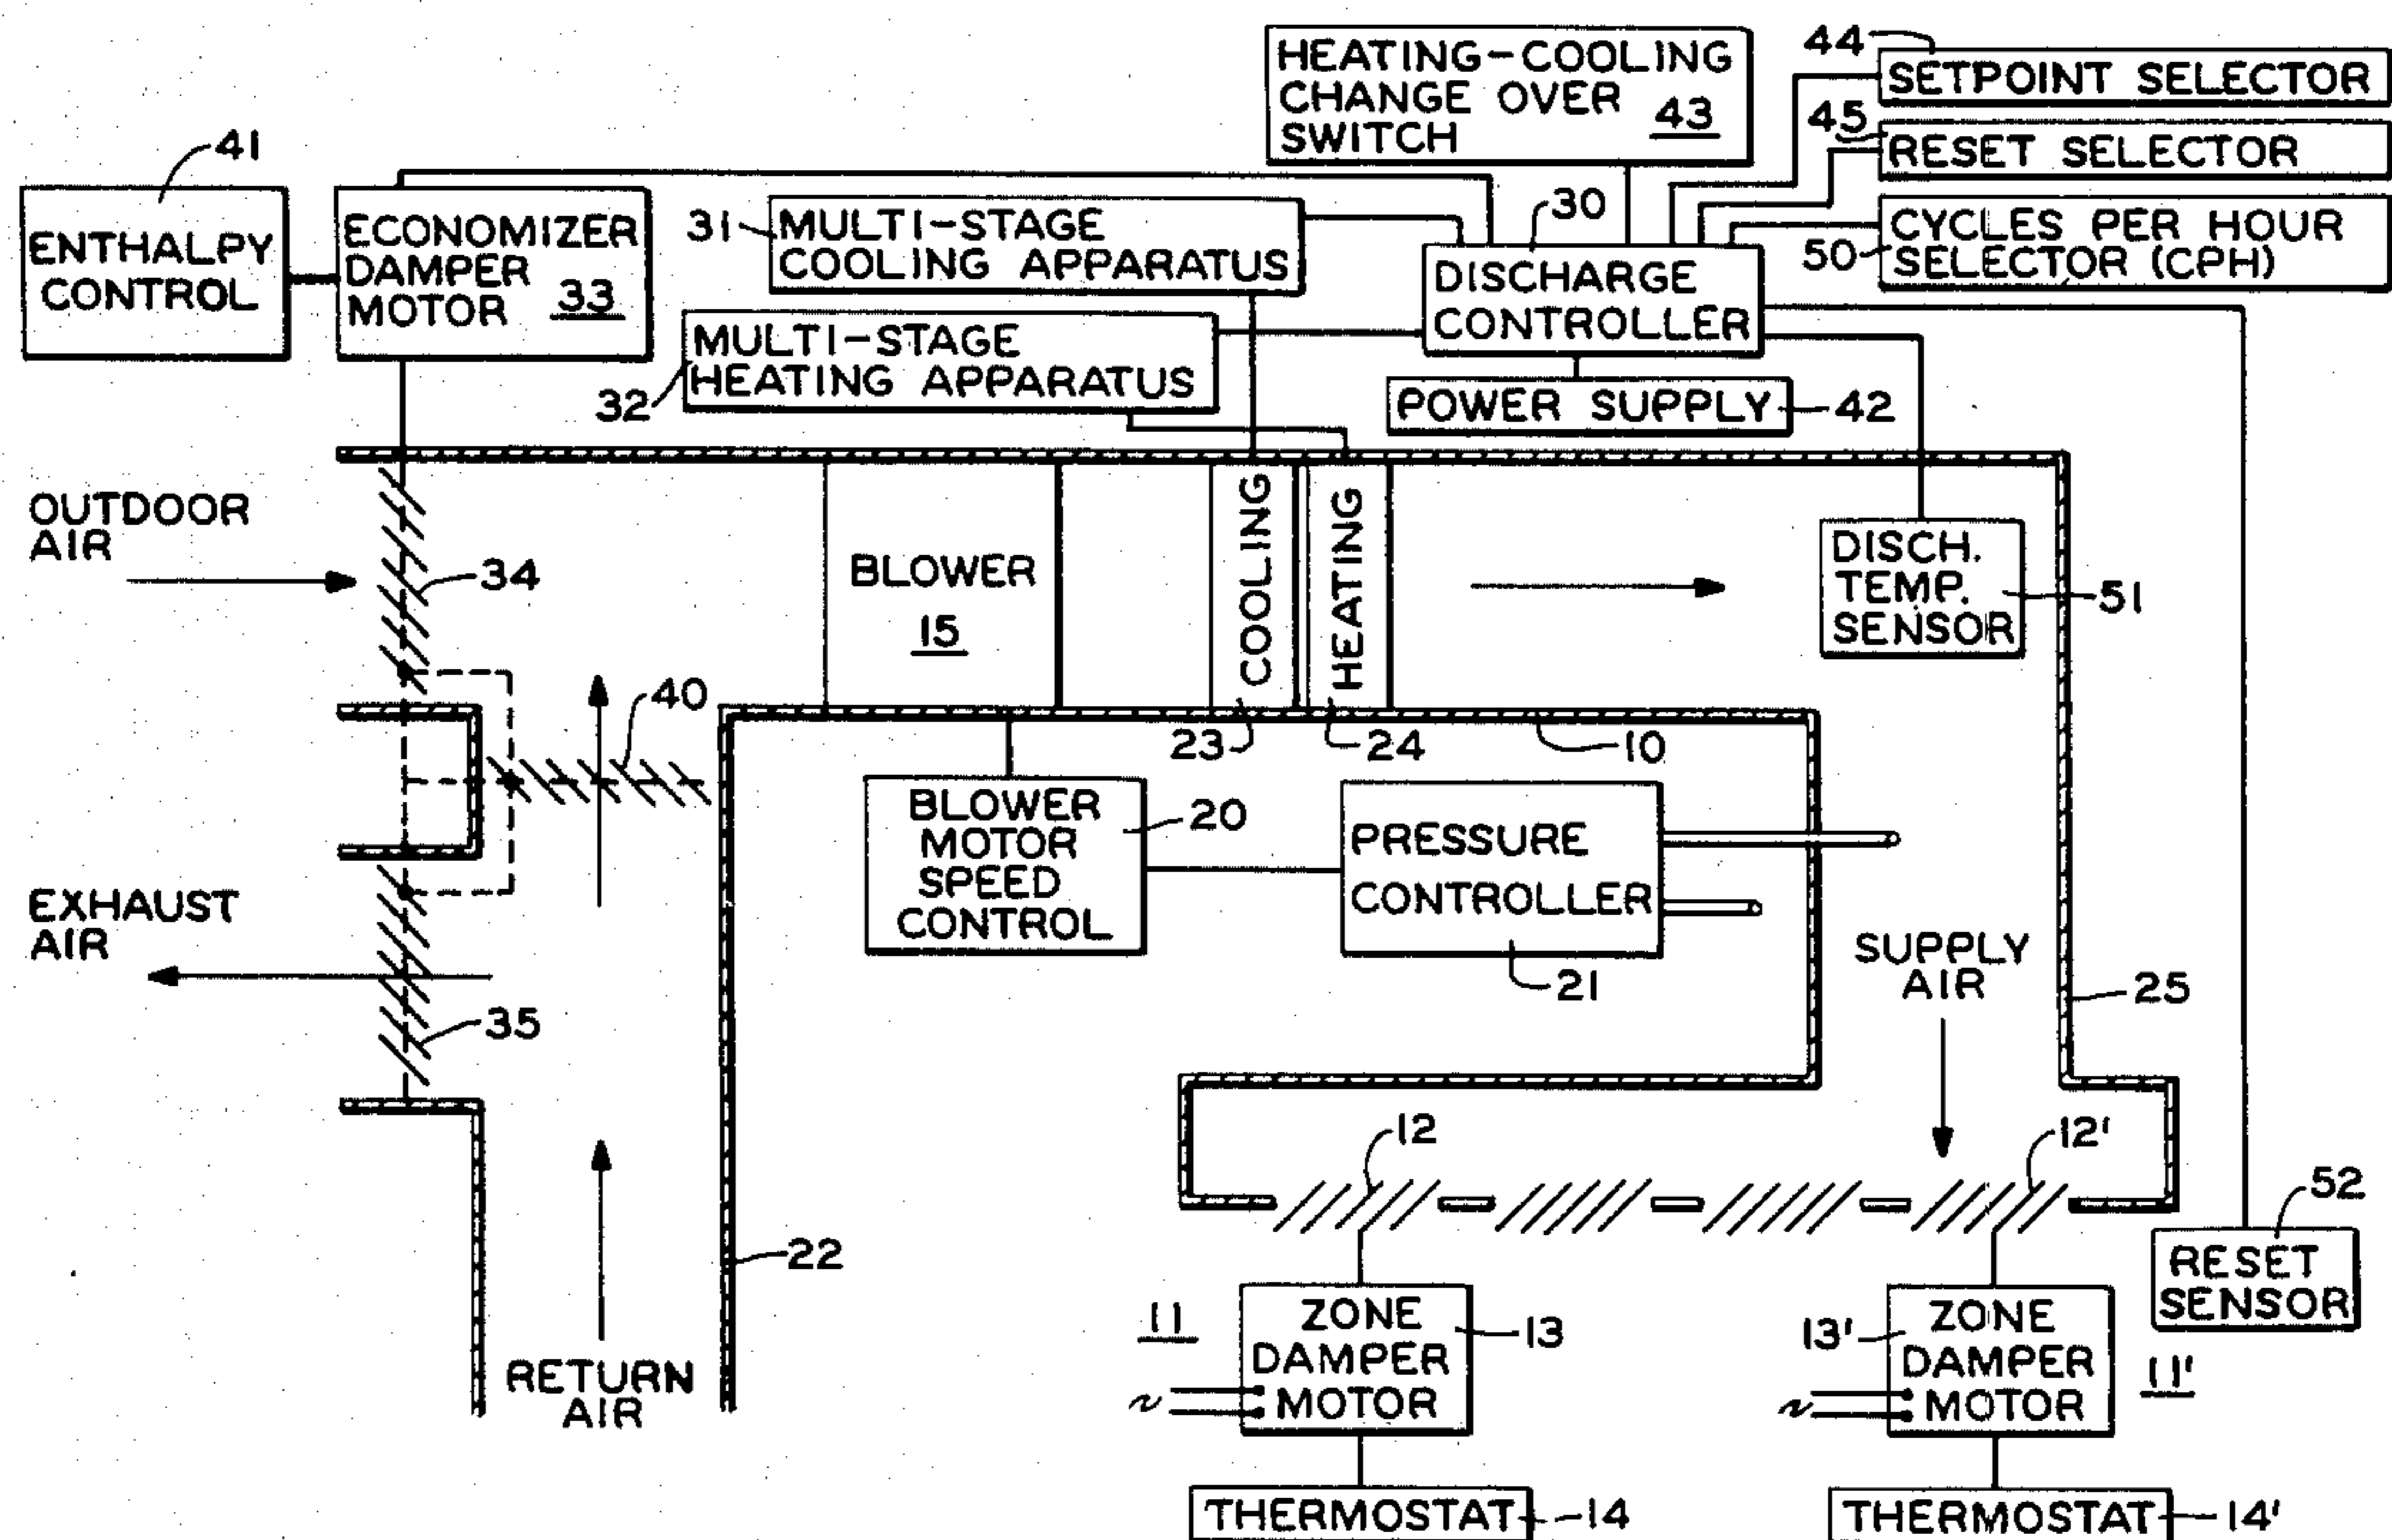 HEATING-COOLING
CHANGE OVER
SWITCH
43
44
SETPOINT SELECTOR
45
RESET SELECTOR
50
CYCLES PER HOUR
SELECTOR (CPH)
41
ENTHALPY
CONTROL
ECONOMIZER
DAMPER
MOTOR
33
31
MULTI-STAGE
COOLING APPARATUS
30
DISCHARGE
CONTROLLER
32
MULTI-STAGE
HEATING APPARATUS
POWER SUPPLY
42
OUTDOOR
AIR
34
BLOWER
15
COOLING
HEATING
DISCH.
TEMP.
SENSOR
51
40
23
24
10
BLOWER
MOTOR
SPEED
CONTROL
20
PRESSURE
CONTROLLER
21
EXHAUST
AIR
35
SUPPLY
AIR
25
12
12'
52
RESET
SENSOR
22
RETURN
AIR
11
ZONE
DAMPER
MOTOR
13
13'
ZONE
DAMPER
MOTOR
11'
THERMOSTAT
14
THERMOSTAT
14'